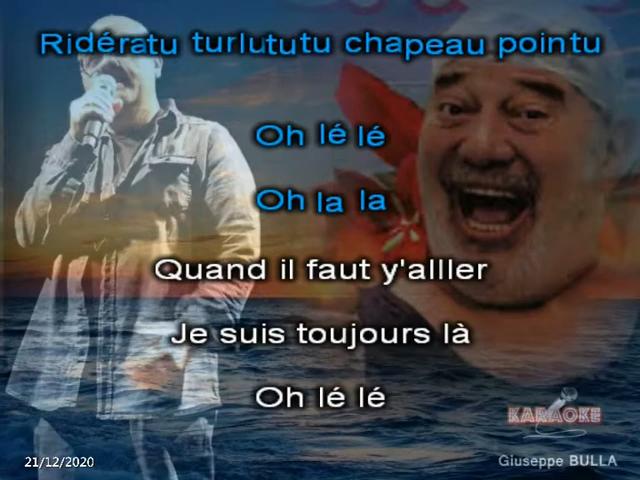 Ridératu turlututu chapeau pointu
Oh lé lé
Oh la la
Quand il faut y'alller
Je suis toujours là
Oh lé lé
KARAOKE
21/12/2020
Giuseppe BULLA